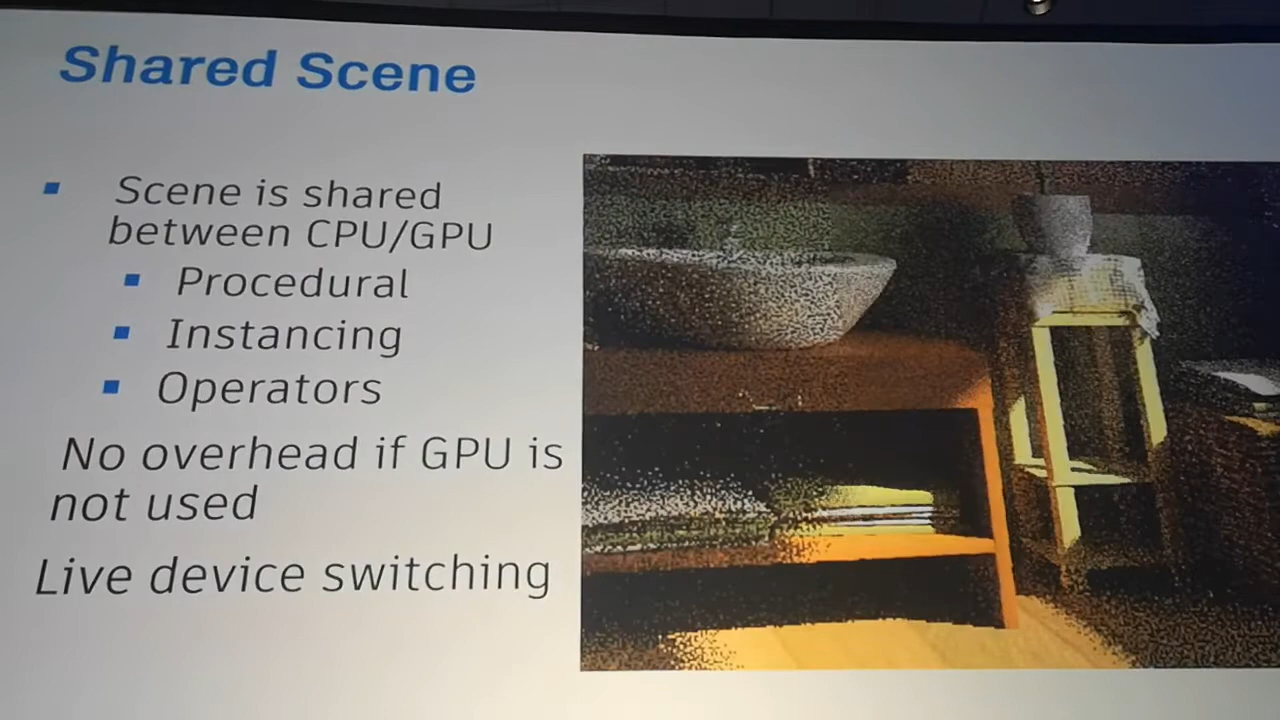 Shared Scene
Scene is shared
between CPU/GPU
Procedural
Instancing
Operators
No overhead if GPU is
not used
Live device switching